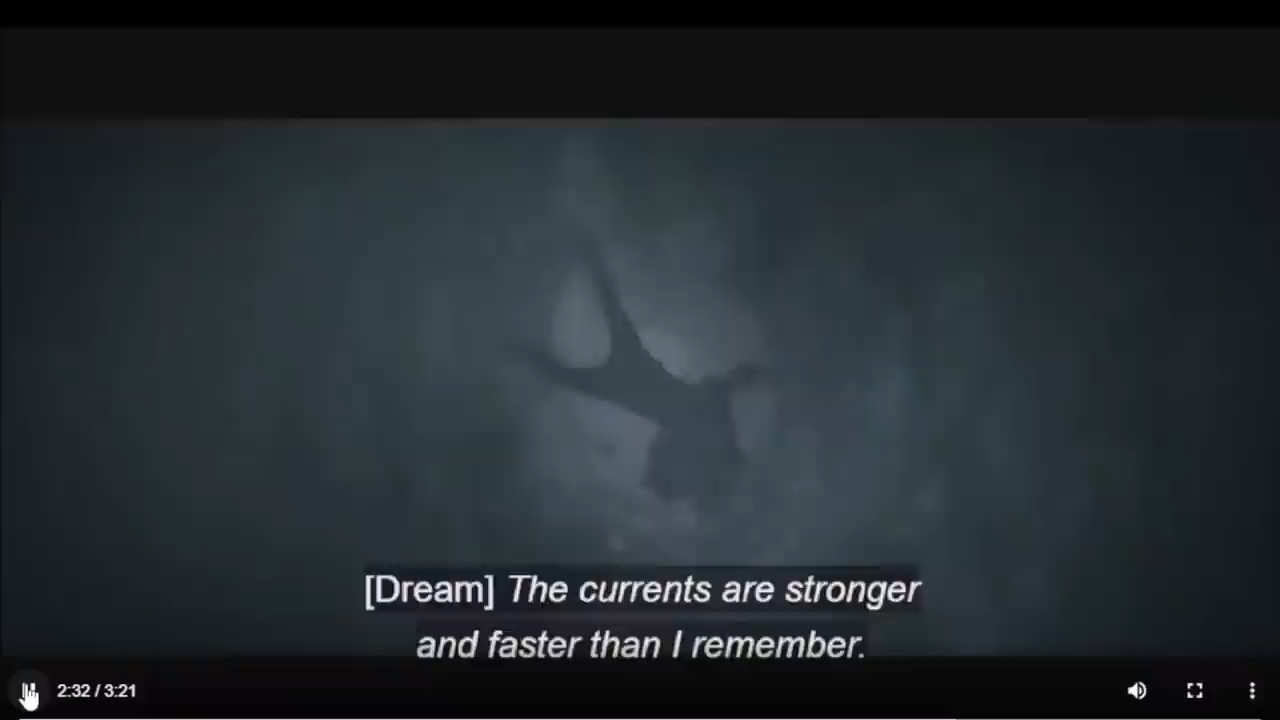 [Dream] The currents are stronger
and faster than I remember.
2:32 / 3:21